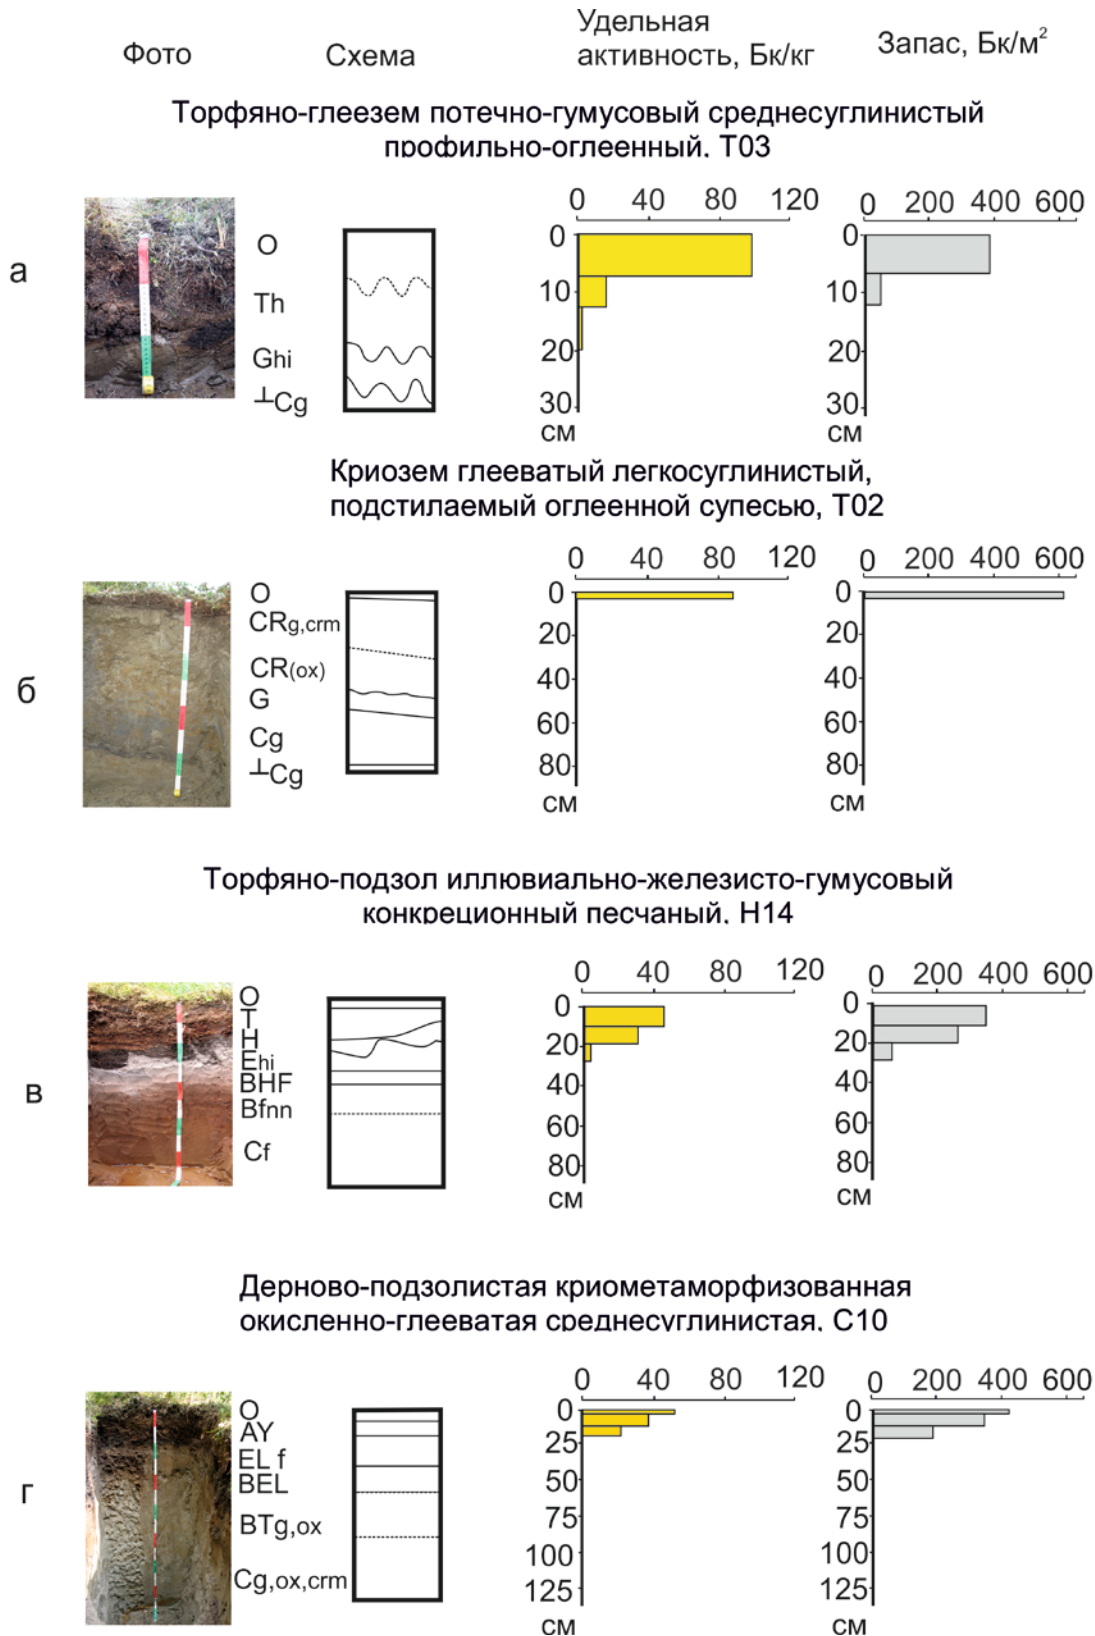 Фото
Схема
Удельная
активность, Бк/кг
Запас, Бк/м²
Торфяно-глеезем потечно-гумусовый среднесуглинистый
профильно-оглеенный, Т03
а
O
Th
Ghi
⊥Cg
0 40 80 120
0
10
20
30
см
0 200 400 600
0
10
20
30
см
Криозем глееватый легкосуглинистый,
подстилаемый оглеенной супесью, Т02
б
O
CRg,crm
CR(ox)
G
Cg
⊥Cg
0 40 80 120
0
20
40
60
80
см
0 200 400 600
0
20
40
60
80
см
Торфяно-подзол иллювиально-железисто-гумусовый
конкреционный песчаный, Н14
в
O
T
H
Ehi
BHF
Bfnn
Cf
0 40 80 120
0
20
40
60
80
см
0 200 400 600
0
20
40
60
80
см
Дерново-подзолистая криометаморфизованная
окисленно-глееватая среднесуглинистая, С10
г
O
AY
EL f
BEL
BTg,ox
Cg,ox,crm
0 40 80 120
0
25
50
75
100
125
см
0 200 400 600
0
25
50
75
100
125
см